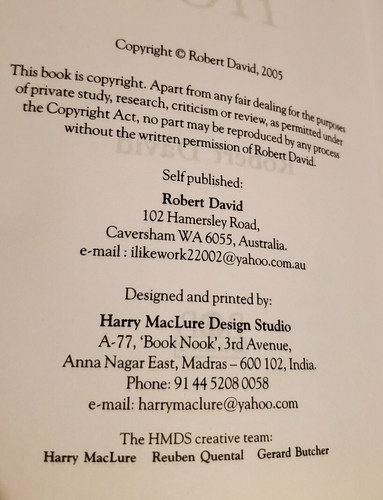 Copyright © Robert David, 2005
This book is copyright. Apart from any fair dealing for the purposes
of private study, research, criticism or review, as permitted under
the Copyright Act, no part may be reproduced by any process
without the written permission of Robert David.
Self published:
Robert David
102 Hamersley Road,
Caversham WA 6055, Australia.
e-mail : ilikework22002@yahoo.com.au
Designed and printed by:
Harry MacLure Design Studio
A-77, 'Book Nook', 3rd Avenue,
Anna Nagar East, Madras – 600 102, India.
Phone: 91 44 5208 0058
e-mail: harrymaclure@yahoo.com
The HMDS creative team:
Harry MacLure Reuben Quental Gerard Butcher